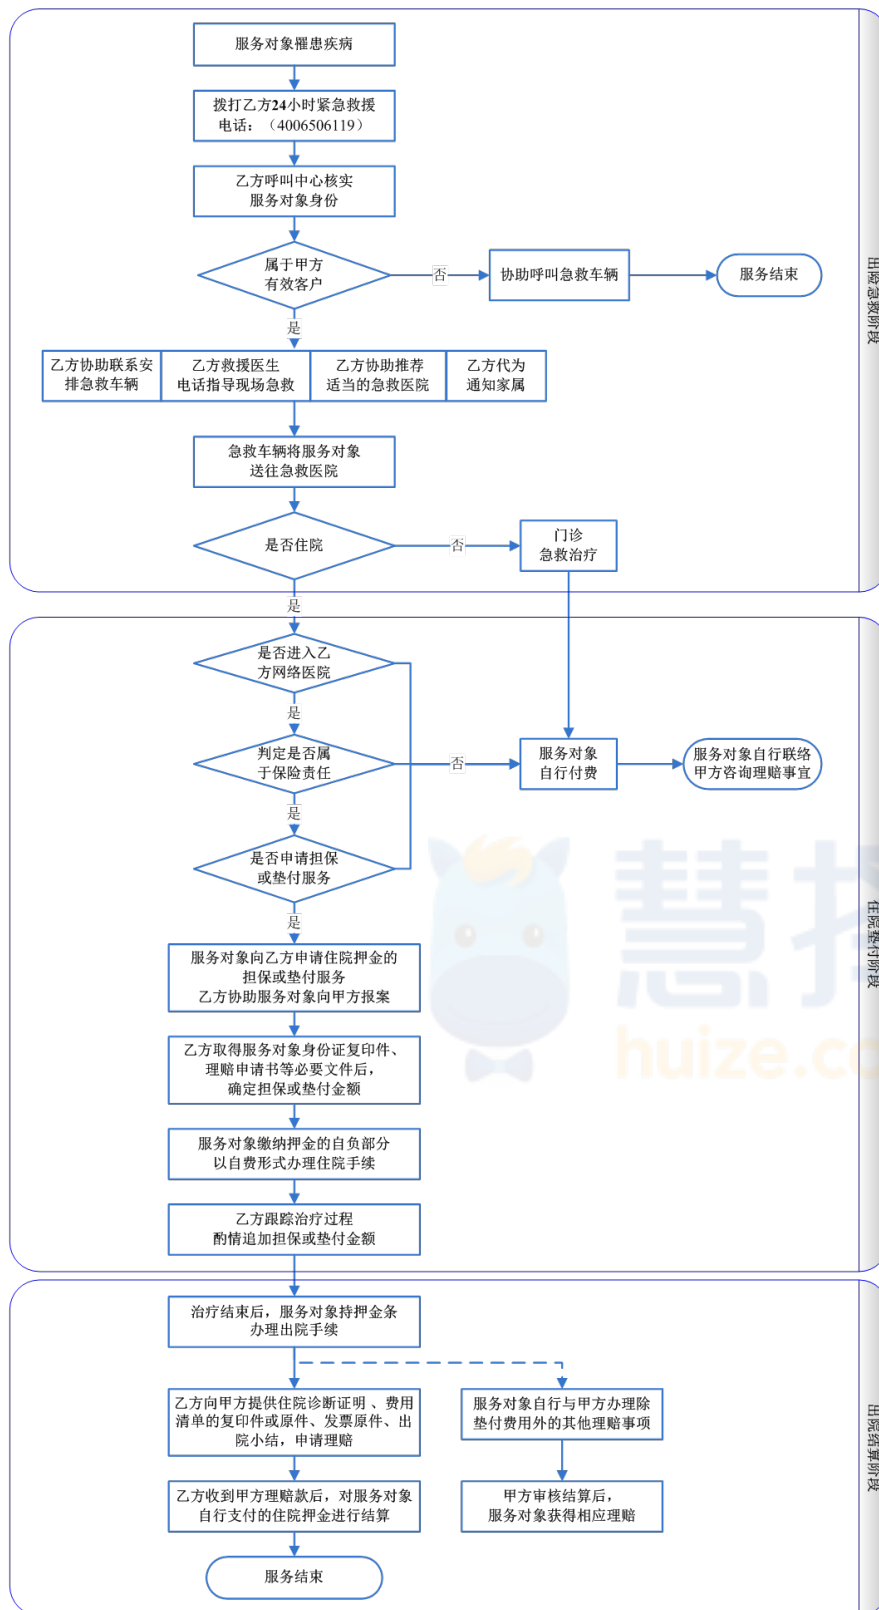 服务对象罹患疾病
拨打乙方24小时紧急救援
电话：（4006506119）
乙方呼叫中心核实
服务对象身份
属于甲方
有效客户
否
协助呼叫急救车辆
服务结束
是
乙方协助联系安
排急救车辆
乙方救援医生
电话指导现场急救
乙方协助推荐
适当的急救医院
乙方代为
通知家属
急救车辆将服务对象
送往急救医院
是否住院
否
门诊
急救治疗
出险急救阶段
是
是否进入乙
方网络医院
是
判定是否属
于保险责任
否
服务对象
自行付费
服务对象自行联络
甲方咨询理赔事宜
是
是否申请担保
或垫付服务
是
服务对象向乙方申请住院押金的
担保或垫付服务
乙方协助服务对象向甲方报案
乙方取得服务对象身份证复印件、
理赔申请书等必要文件后，
确定担保或垫付金额
服务对象缴纳押金的自负部分
以自费形式办理住院手续
乙方跟踪治疗过程
酌情追加担保或垫付金额
住院垫付阶段
慧择
huize.co
治疗结束后，服务对象持押金条
办理出院手续
乙方向甲方提供住院诊断证明、费用
清单的复印件或原件、发票原件、出
院小结，申请理赔
服务对象自行与甲方办理除
垫付费用外的其他理赔事项
乙方收到甲方理赔款后，对服务对象
自行支付的住院押金进行结算
甲方审核结算后，
服务对象获得相应理赔
服务结束
出院结算阶段